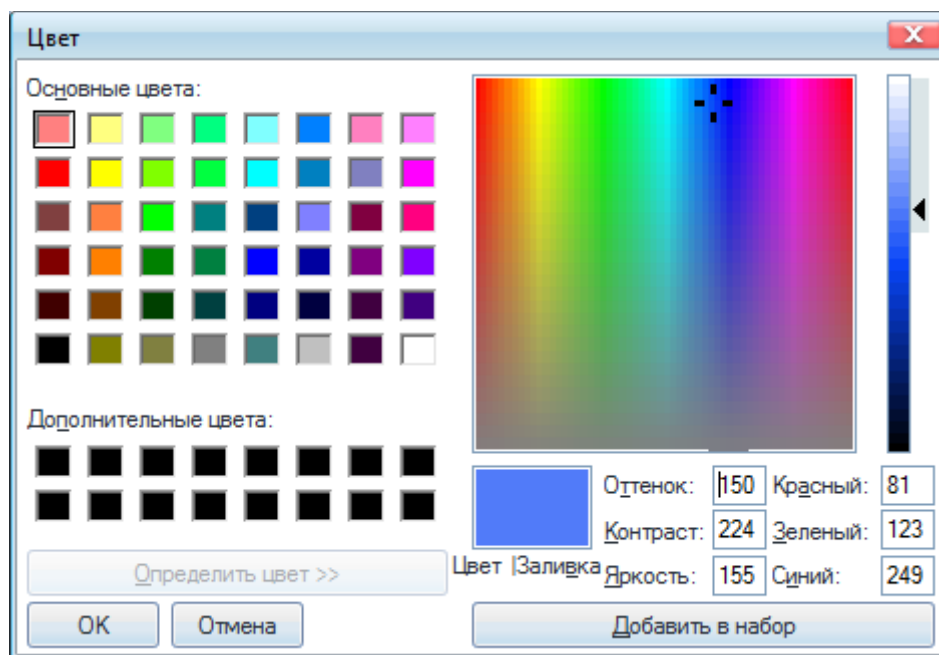 Цвет
Основные цвета:
Дополнительные цвета:
Определить цвет >>
OK
Отмена
Цвет |Заливка
Оттенок: 150
Контраст: 224
Яркость: 155
Красный: 81
Зеленый: 123
Синий: 249
Добавить в набор